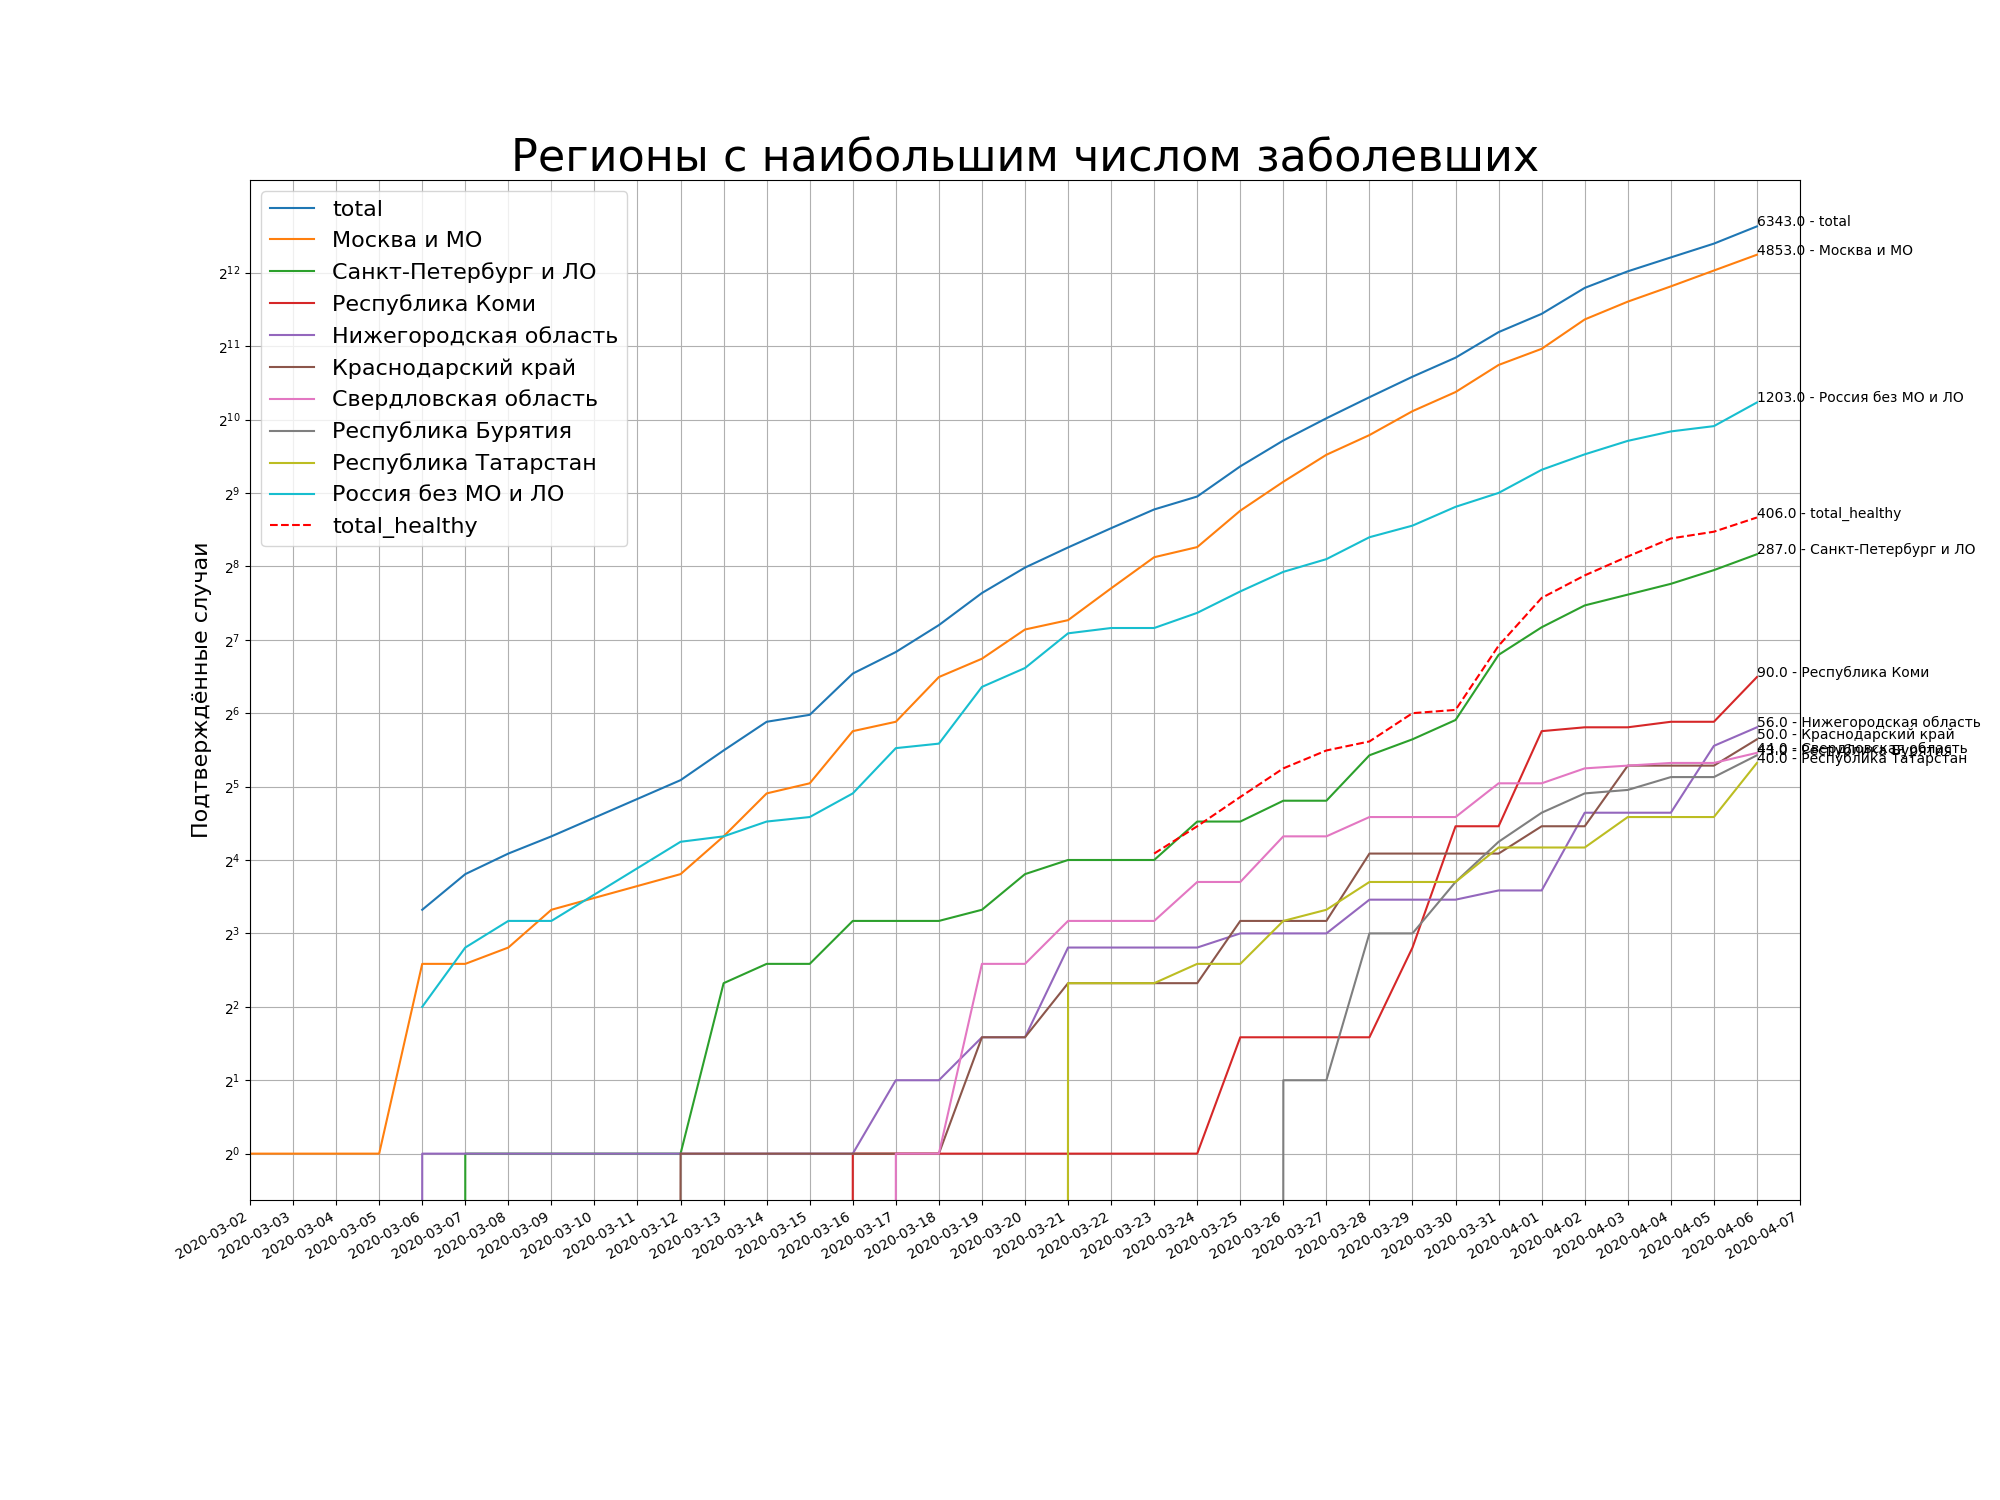 Регионы с наибольшим числом заболевших
total
Москва и МО
Санкт-Петербург и ЛО
Республика Коми
Нижегородская область
Краснодарский край
Свердловская область
Республика Бурятия
Республика Татарстан
Россия без МО и ЛО
total_healthy
Подтверждённые случаи
2^12
2^11
2^10
2^9
2^8
2^7
2^6
2^5
2^4
2^3
2^2
2^1
2^0
6343.0 - total
4853.0 - Москва и МО
1203.0 - Россия без МО и ЛО
406.0 - total_healthy
287.0 - Санкт-Петербург и ЛО
90.0 - Республика Коми
56.0 - Нижегородская область
50.0 - Краснодарский край
44.0 - Свердловская область
Республика Бурятия
40.0 - Республика Татарстан
2020-03-02
2020-03-03
2020-03-04
2020-03-05
2020-03-06
2020-03-07
2020-03-08
2020-03-09
2020-03-10
2020-03-11
2020-03-12
2020-03-13
2020-03-14
2020-03-15
2020-03-16
2020-03-17
2020-03-18
2020-03-19
2020-03-20
2020-03-21
2020-03-22
2020-03-23
2020-03-24
2020-03-25
2020-03-26
2020-03-27
2020-03-28
2020-03-29
2020-03-30
2020-03-31
2020-04-01
2020-04-02
2020-04-03
2020-04-04
2020-04-05
2020-04-06
2020-04-07